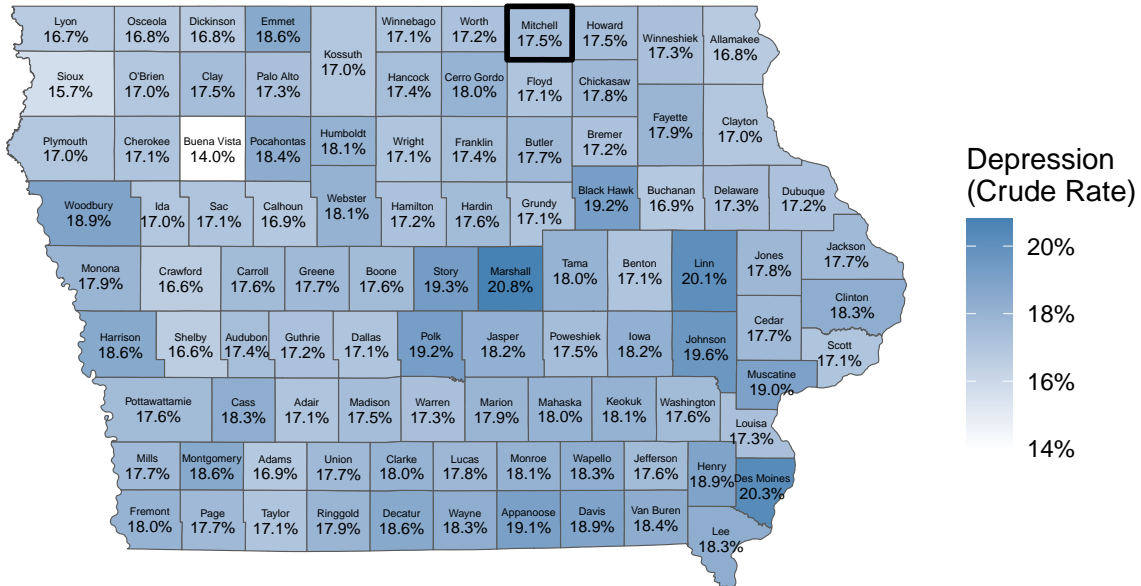 Lyon
16.7%
Osceola
16.8%
Dickinson
16.8%
Emmet
18.6%
Kossuth
17.0%
Winnebago
17.1%
Worth
17.2%
Mitchell
17.5%
Howard
17.5%
Winneshiek
17.3%
Allamakee
16.8%
Sioux
15.7%
O'Brien
17.0%
Clay
17.5%
Palo Alto
17.3%
Hancock
17.4%
Cerro Gordo
18.0%
Floyd
17.1%
Chickasaw
17.8%
Fayette
17.9%
Clayton
17.0%
Plymouth
17.0%
Cherokee
17.1%
Buena Vista
14.0%
Pocahontas
18.4%
Humboldt
18.1%
Wright
17.1%
Franklin
17.4%
Butler
17.7%
Bremer
17.2%
Woodbury
18.9%
Ida
17.0%
Sac
17.1%
Calhoun
16.9%
Webster
18.1%
Hamilton
17.2%
Hardin
17.6%
Grundy
17.1%
Black Hawk
19.2%
Buchanan
16.9%
Delaware
17.3%
Dubuque
17.2%
Monona
17.9%
Crawford
16.6%
Carroll
17.6%
Greene
17.7%
Boone
17.6%
Story
19.3%
Marshall
20.8%
Tama
18.0%
Benton
17.1%
Linn
20.1%
Jones
17.8%
Jackson
17.7%
Clinton
18.3%
Harrison
18.6%
Shelby
16.6%
Audubon
17.4%
Guthrie
17.2%
Dallas
17.1%
Polk
19.2%
Jasper
18.2%
Poweshiek
17.5%
Iowa
18.2%
Johnson
19.6%
Cedar
17.7%
Scott
17.1%
Muscatine
19.0%
Pottawattamie
17.6%
Cass
18.3%
Adair
17.1%
Madison
17.5%
Warren
17.3%
Marion
17.9%
Mahaska
18.0%
Keokuk
18.1%
Washington
17.6%
Louisa
17.3%
Mills
17.7%
Montgomery
18.6%
Adams
16.9%
Union
17.7%
Clarke
18.0%
Lucas
17.8%
Monroe
18.1%
Wapello
18.3%
Jefferson
17.6%
Henry
18.9%
Des Moines
20.3%
Fremont
18.0%
Page
17.7%
Taylor
17.1%
Ringgold
17.9%
Decatur
18.6%
Wayne
18.3%
Appanoose
19.1%
Davis
18.9%
Van Buren
18.4%
Lee
18.3%
Depression
(Crude Rate)
20%
18%
16%
14%